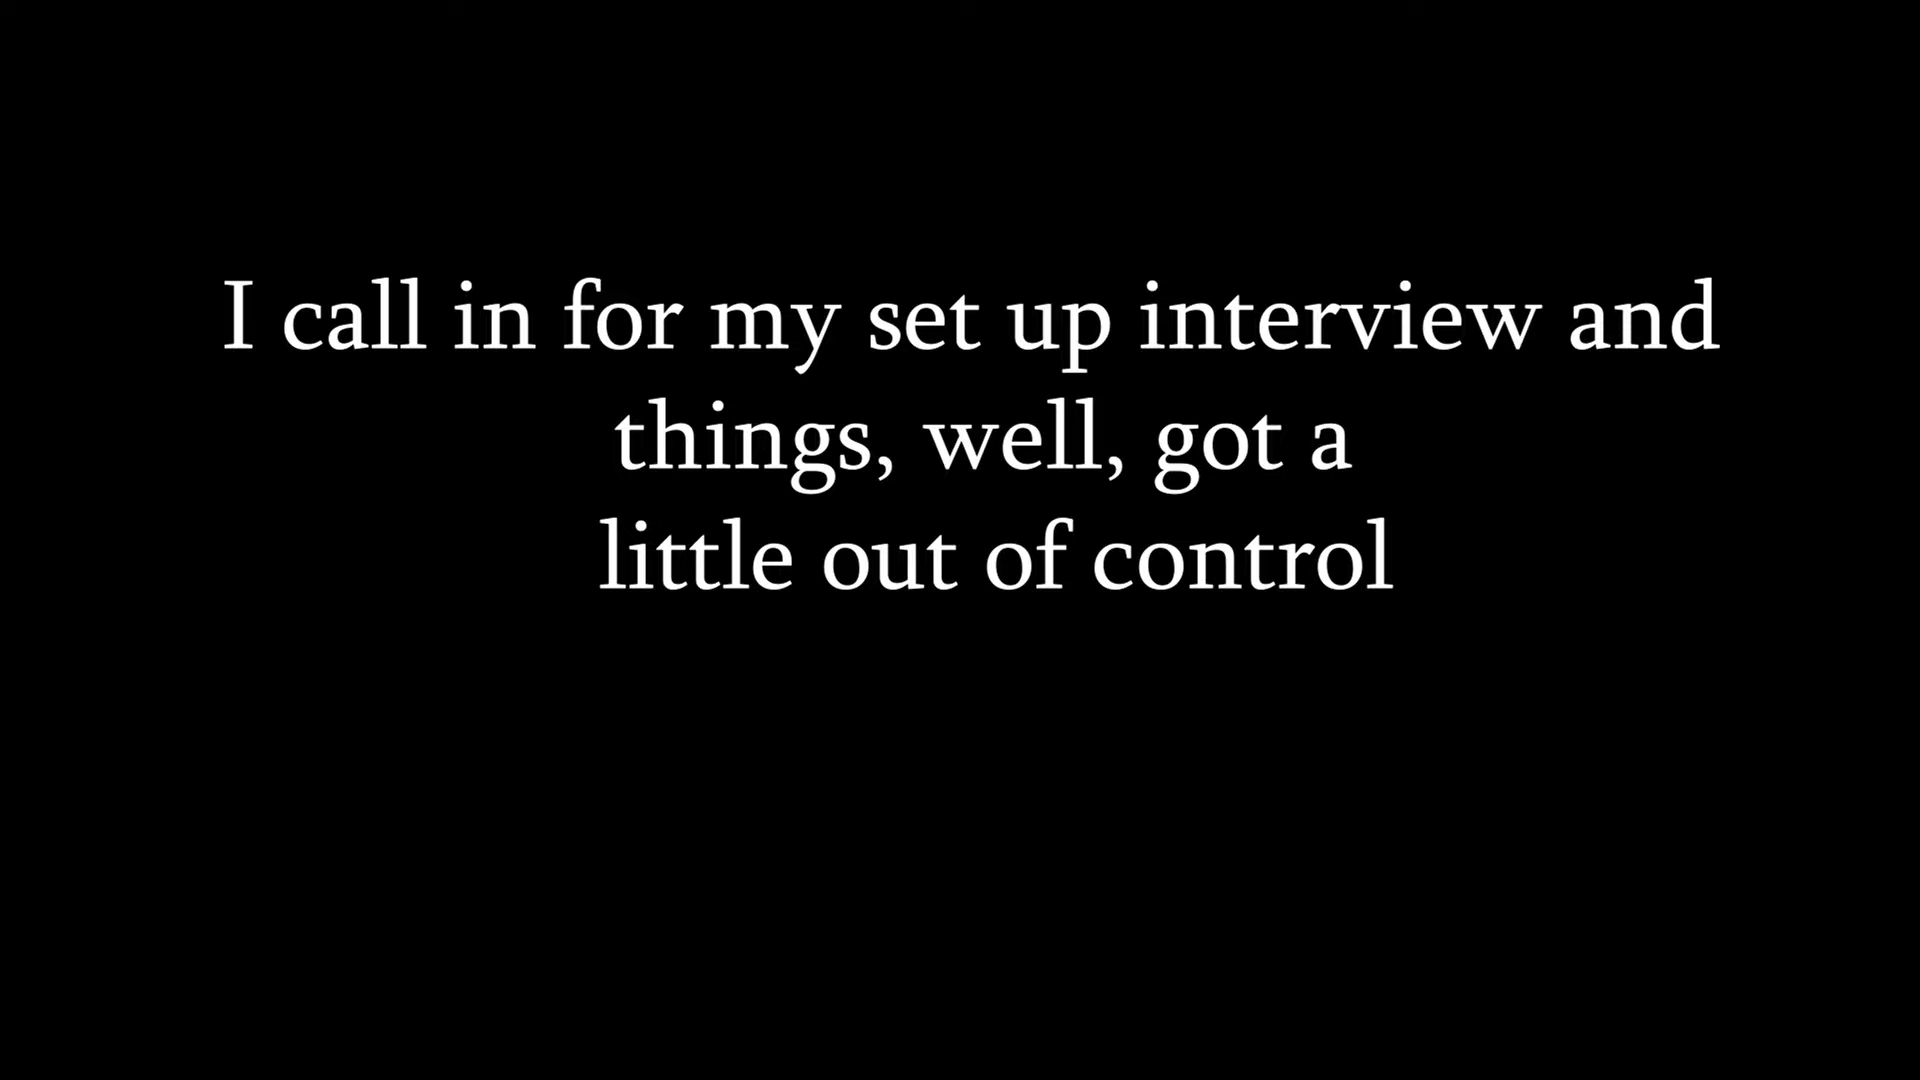 I call in for my set up interview and
things, well, got a
little out of control